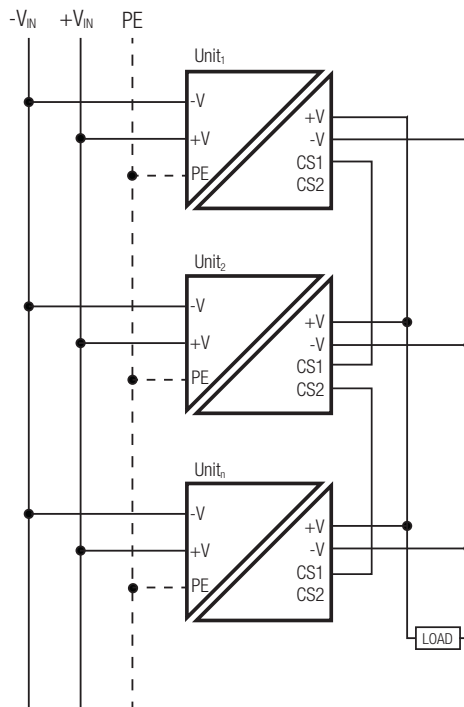 -VIN +VIN PE
Unit1
-V
+V
PE
+V
-V
CS1
CS2
Unit2
-V
+V
PE
+V
-V
CS1
CS2
Unitn
-V
+V
PE
+V
-V
CS1
CS2
LOAD